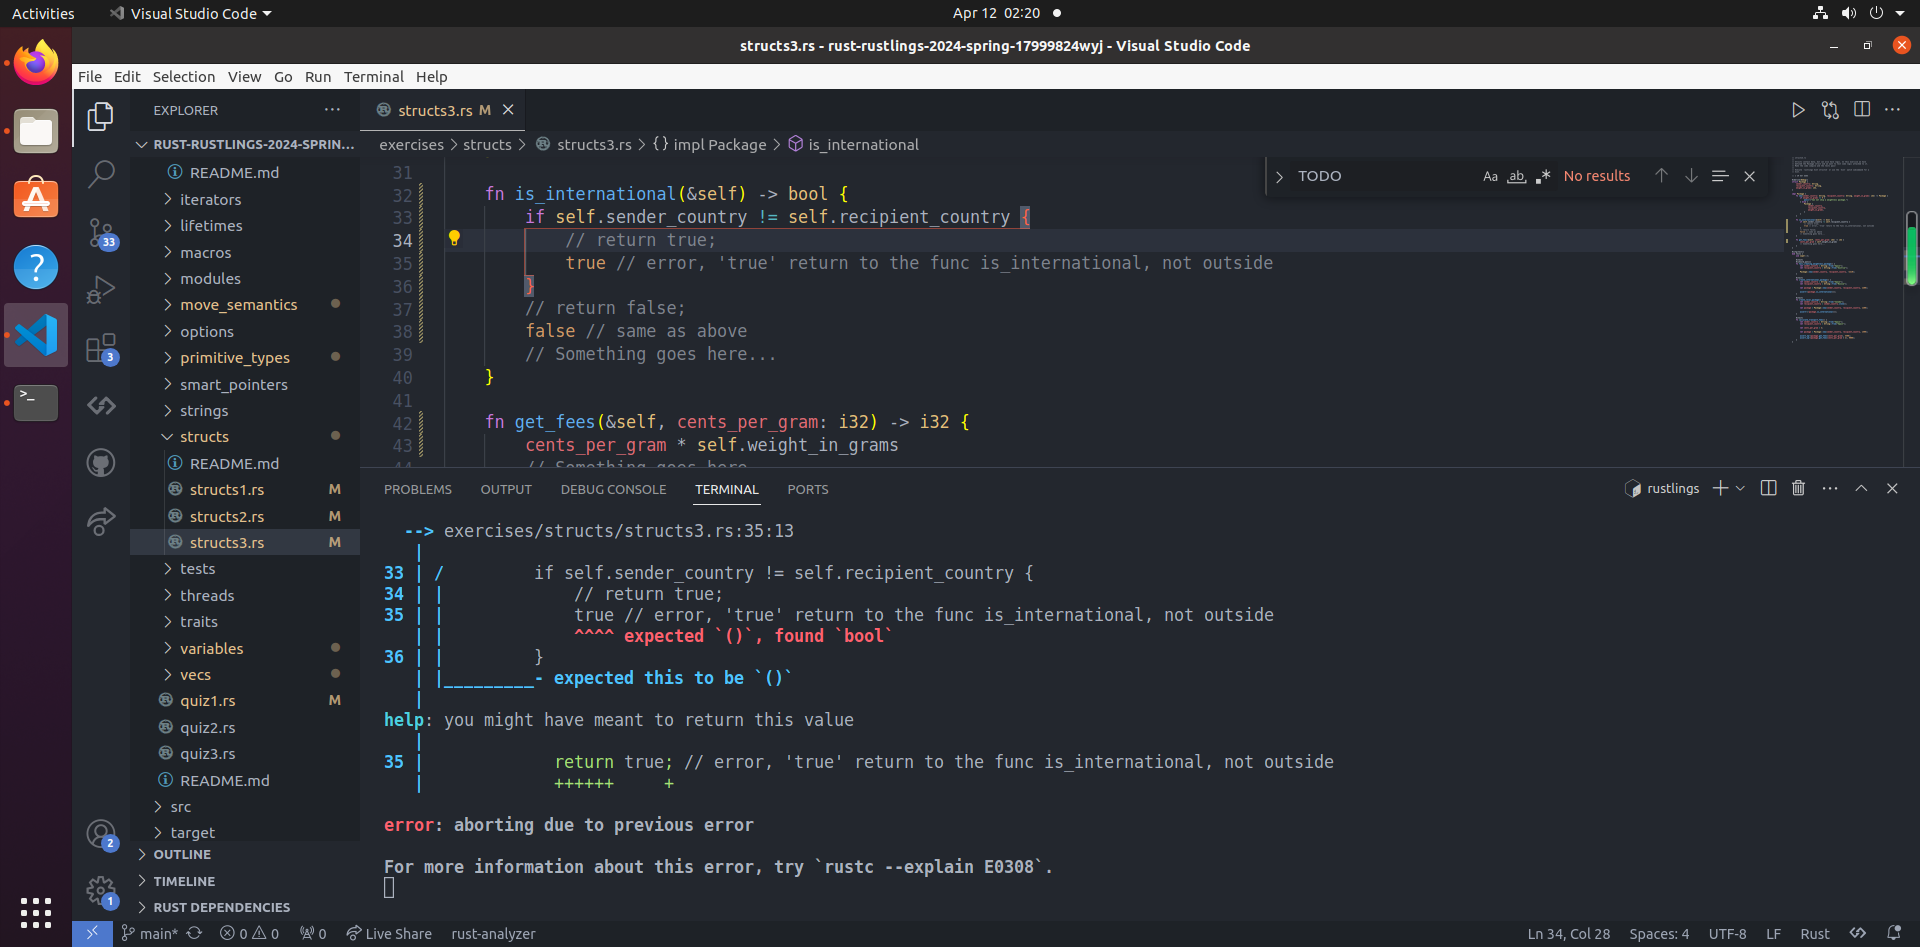 Activities Visual Studio Code Apr 12 02:20
structs3.rs - rust-rustlings-2024-spring-17999824wyj - Visual Studio Code
File Edit Selection View Go Run Terminal Help
EXPLORER
RUST-RUSTLINGS-2024-SPRIN...
README.md
iterators
lifetimes
macros
modules
move_semantics
options
primitive_types
smart_pointers
strings
structs
README.md
structs1.rs M
structs2.rs M
structs3.rs M
tests
threads
traits
variables
vecs
quiz1.rs M
quiz2.rs
quiz3.rs
README.md
src
target
OUTLINE
TIMELINE
RUST DEPENDENCIES
33
3
2
1
structs3.rs M
exercises > structs > structs3.rs > {} impl Package > is_international
TODO Aa ab .* No results
31
32 fn is_international(&self) -> bool {
33 if self.sender_country != self.recipient_country {
34 // return true;
35 true // error, 'true' return to the func is_international, not outside
36 }
37 // return false;
38 false // same as above
39 // Something goes here...
40 }
41
42 fn get_fees(&self, cents_per_gram: i32) -> i32 {
43 cents_per_gram * self.weight_in_grams
44 // Something goes here
PROBLEMS OUTPUT DEBUG CONSOLE TERMINAL PORTS rustlings
--> exercises/structs/structs3.rs:35:13
|
33 | / if self.sender_country != self.recipient_country {
34 | | // return true;
35 | | true // error, 'true' return to the func is_international, not outside
| | ^^^^ expected `()`, found `bool`
36 | | }
| |_________- expected this to be `()`
|
help: you might have meant to return this value
|
35 | return true; // error, 'true' return to the func is_international, not outside
| ++++++ +
error: aborting due to previous error
For more information about this error, try `rustc --explain E0308`.
main* 0 0 0 Live Share rust-analyzer Ln 34, Col 28 Spaces: 4 UTF-8 LF Rust